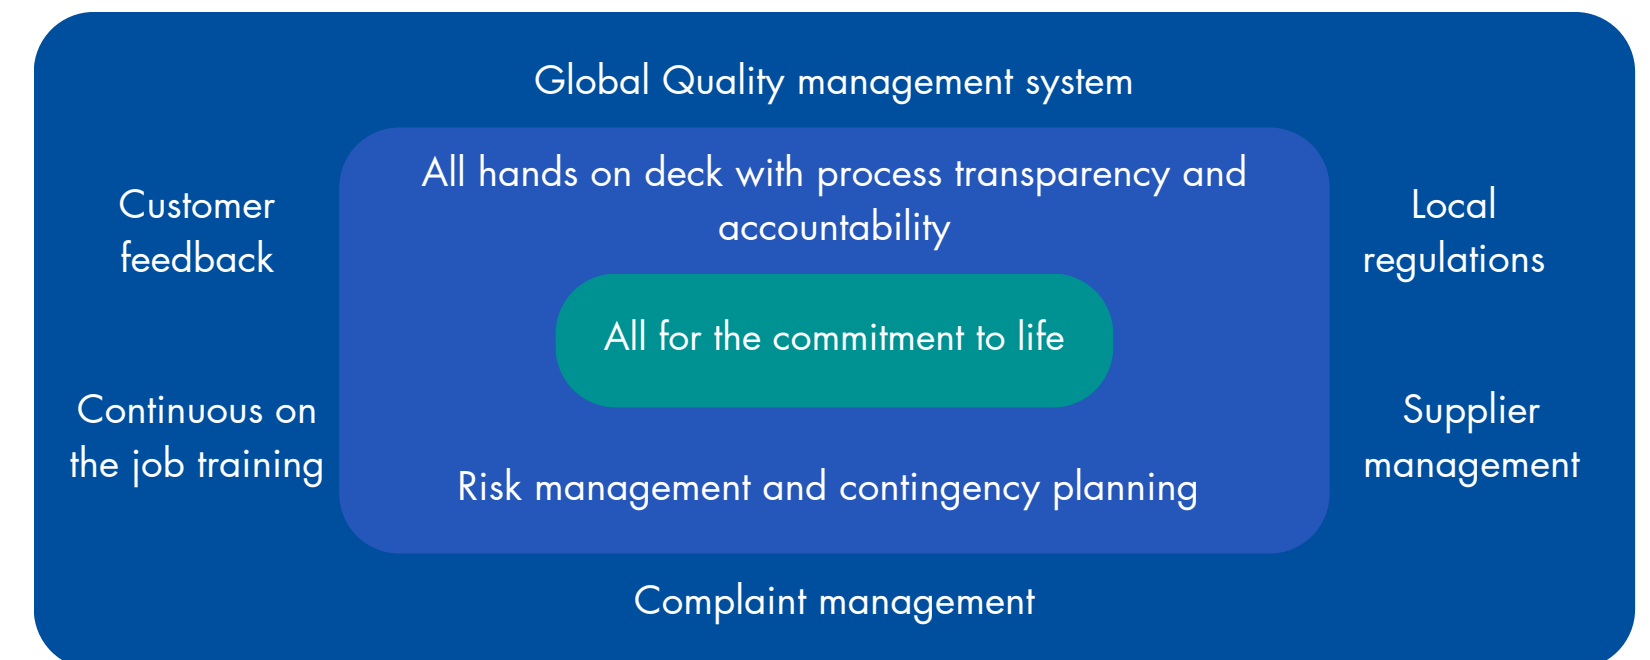 Global Quality management system
All hands on deck with process transparency and
accountability
Customer
feedback
Local
regulations
All for the commitment to life
Continuous on
the job training
Supplier
management
Risk management and contingency planning
Complaint management